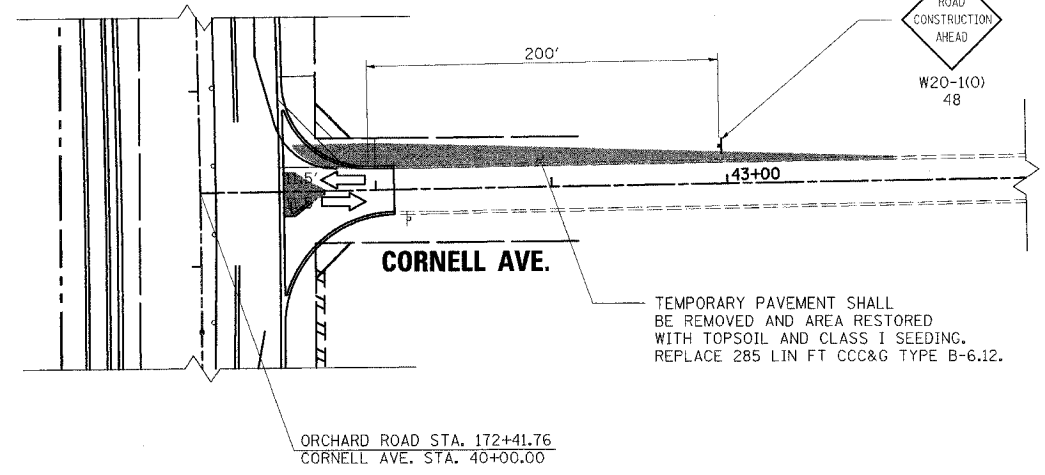 ROAD
CONSTRUCTION
AHEAD
200'
W20-1(O)
48
43+00
CORNELL AVE.
TEMPORARY PAVEMENT SHALL
BE REMOVED AND AREA RESTORED
WITH TOPSOIL AND CLASS I SEEDING.
REPLACE 285 LIN FT CCC&G TYPE B-6.12.
ORCHARD ROAD STA. 172+41.76
CORNELL AVE. STA. 40+00.00